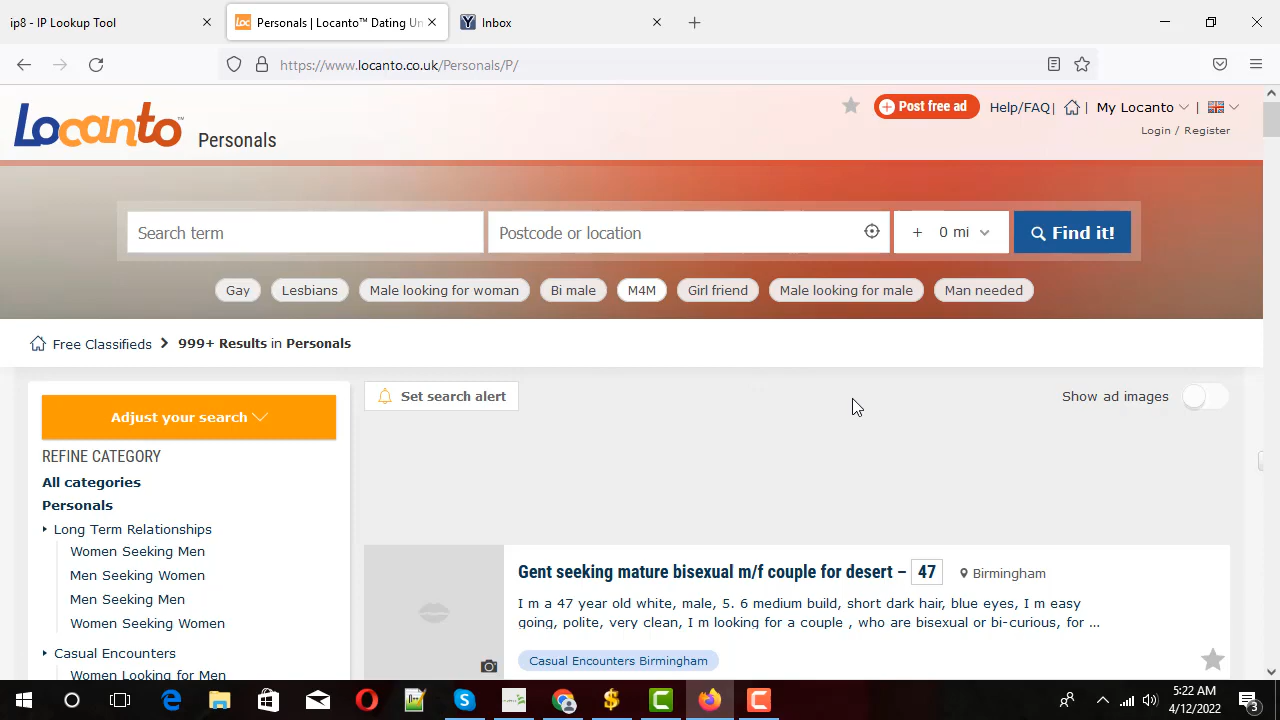 ip8 - IP Lookup Tool
Personals | Locanto™ Dating Un
Inbox
https://www.locanto.co.uk/Personals/P/
Locanto™ Personals
Post free ad
Help/FAQ | | My Locanto |
Login / Register
Search term
Postcode or location
+ 0 mi
Find it!
Gay
Lesbians
Male looking for woman
Bi male
M4M
Girl friend
Male looking for male
Man needed
Free Classifieds 999+ Results in Personals
Adjust your search
REFINE CATEGORY
All categories
Personals
Long Term Relationships
Women Seeking Men
Men Seeking Women
Men Seeking Men
Women Seeking Women
Casual Encounters
Women Looking for Men
Set search alert
Show ad images
Gent seeking mature bisexual m/f couple for desert – 47 Birmingham
I m a 47 year old white, male, 5. 6 medium build, short dark hair, blue eyes, I m easy
going, polite, very clean, I m looking for a couple , who are bisexual or bi-curious, for ...
Casual Encounters Birmingham
5:22 AM
4/12/2022
3